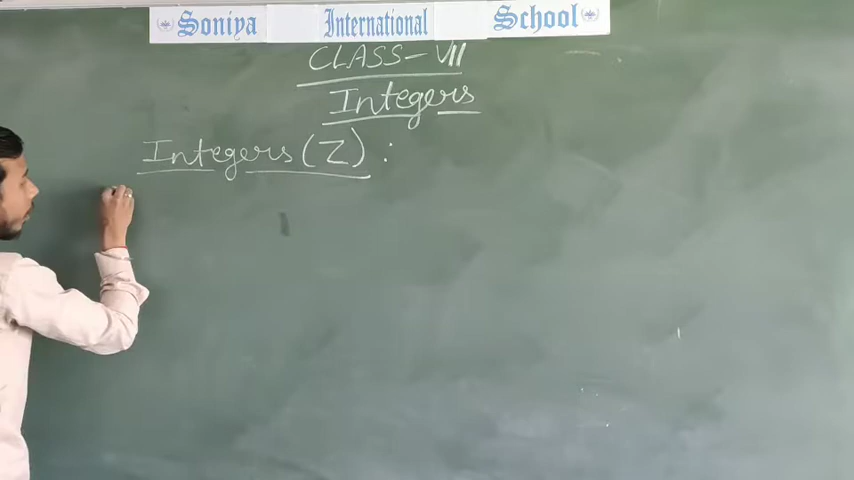 Soniya International School
CLASS-VII
Integers
Integers (Z) :